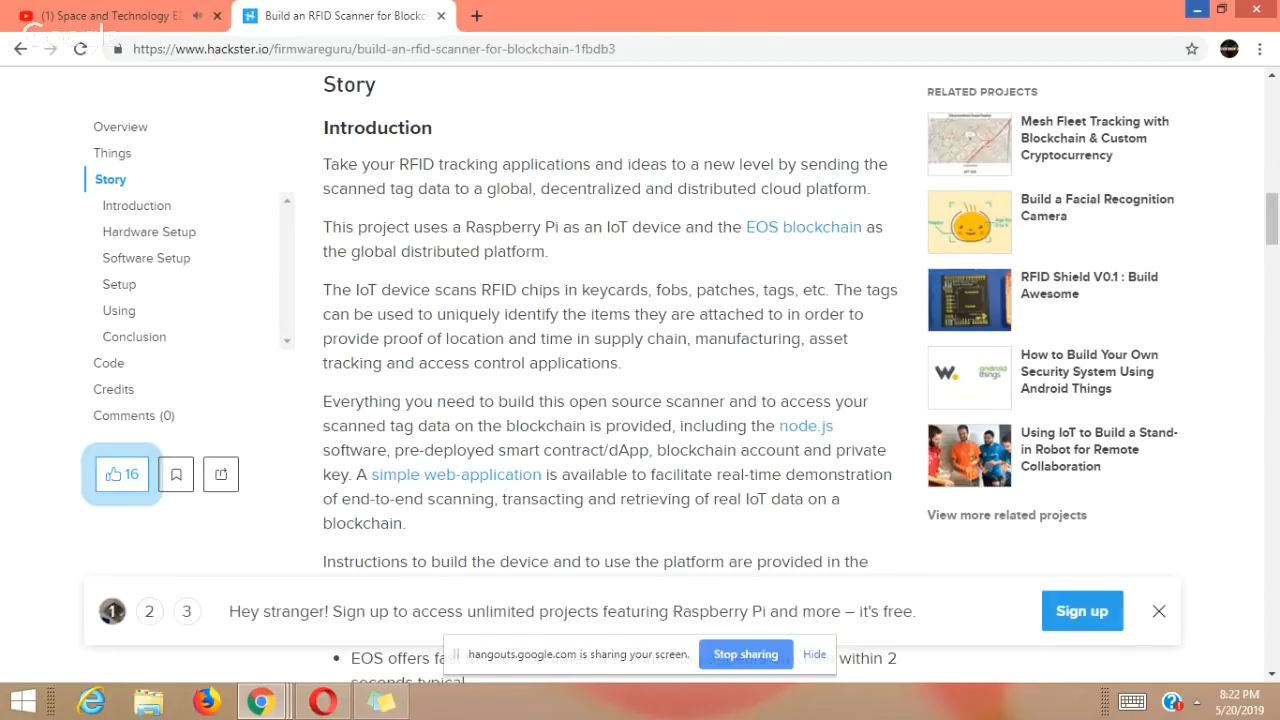 (1) Space and Technology E
Build an RFID Scanner for Blockc
Google
https://www.hackster.io/firmwareguru/build-an-rfid-scanner-for-blockchain-1fbdb3
Story
Introduction
Take your RFID tracking applications and ideas to a new level by sending the
scanned tag data to a global, decentralized and distributed cloud platform.
This project uses a Raspberry Pi as an IoT device and the EOS blockchain as
the global distributed platform.
The IoT device scans RFID chips in keycards, fobs, patches, tags, etc. The tags
can be used to uniquely identify the items they are attached to in order to
provide proof of location and time in supply chain, manufacturing, asset
tracking and access control applications.
Everything you need to build this open source scanner and to access your
scanned tag data on the blockchain is provided, including the node.js
software, pre-deployed smart contract/dApp, blockchain account and private
key. A simple web-application is available to facilitate real-time demonstration
of end-to-end scanning, transacting and retrieving of real IoT data on a
blockchain.
Instructions to build the device and to use the platform are provided in the
EOS offers
within 2
seconds typical
Overview
Things
Story
Introduction
Hardware Setup
Software Setup
Setup
Using
Conclusion
Code
Credits
Comments (0)
16
RELATED PROJECTS
Mesh Fleet Tracking with
Blockchain & Custom
Cryptocurrency
Build a Facial Recognition
Camera
RFID Shield V0.1 : Build
Awesome
android
things
How to Build Your Own
Security System Using
Android Things
Using IoT to Build a Stand-
in Robot for Remote
Collaboration
View more related projects
1 2 3
Hey stranger! Sign up to access unlimited projects featuring Raspberry Pi and more – it's free.
Sign up
hangouts.google.com is sharing your screen.
Stop sharing
Hide
8:22 PM
5/20/2019